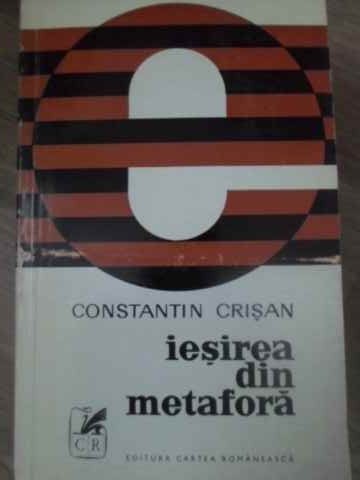 e
CONSTANTIN CRIȘAN
ieșirea
din
metaforă
CR
EDITURA CARTEA ROMÂNEASCĂ